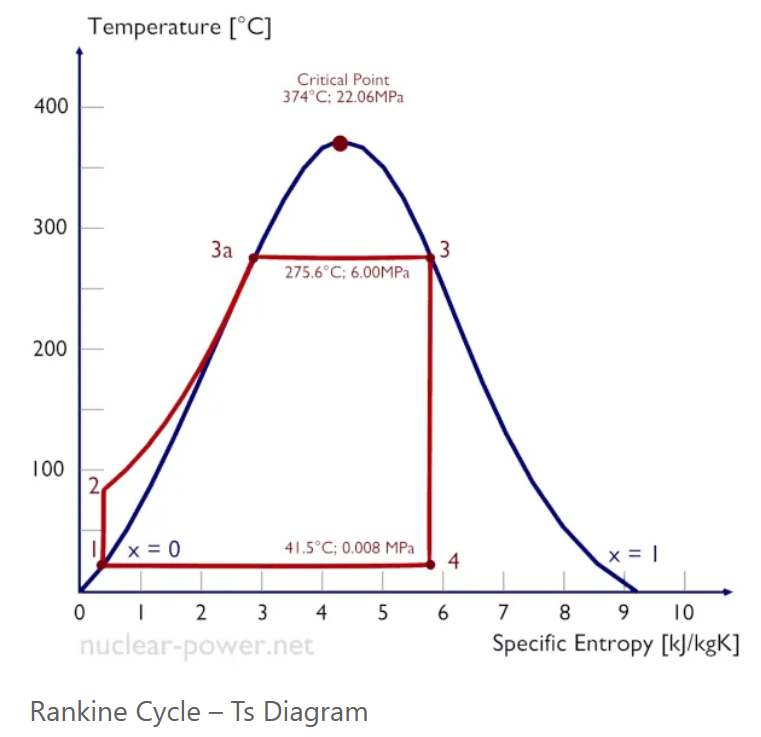 Temperature [°C]
Critical Point
374°C; 22.06MPa
400
300
3a
3
275.6°C; 6.00MPa
200
100
2
1
x = 0
41.5°C; 0.008 MPa
4
x = 1
0 1 2 3 4 5 6 7 8 9 10
nuclear-power.net
Specific Entropy [kJ/kgK]
Rankine Cycle – Ts Diagram